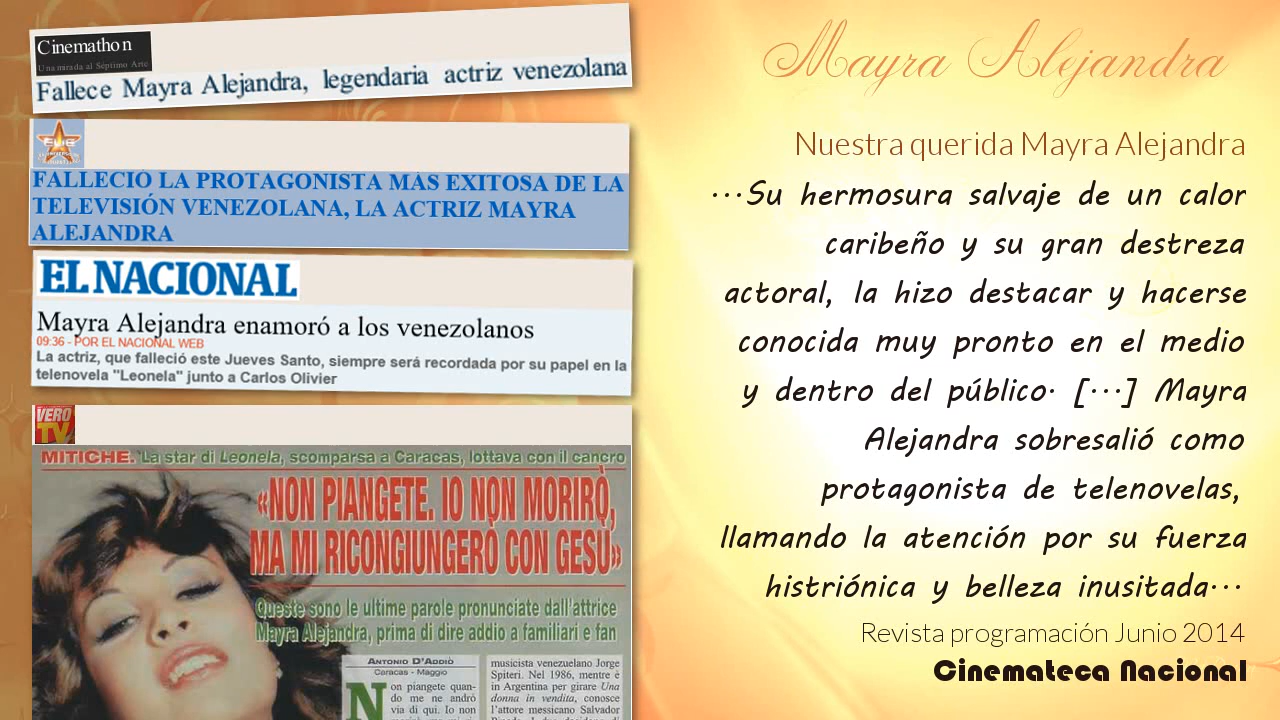 Cinemathon
Una mirada al Séptimo Arte
Fallece Mayra Alejandra, legendaria actriz venezolana
FALLECIO LA PROTAGONISTA MAS EXITOSA DE LA
TELEVISIÓN VENEZOLANA, LA ACTRIZ MAYRA
ALEJANDRA
EL NACIONAL
Mayra Alejandra enamoró a los venezolanos
09:36 - POR EL NACIONAL WEB
La actriz, que falleció este Jueves Santo, siempre será recordada por su papel en la
telenovela "Leonela" junto a Carlos Olivier
VERO
TV
MITICHE. La star di Leonela, scomparsa a Caracas, lottava con il cancro
«NON PIANGETE. IO NON MORIRÒ,
MA MI RICONGIUNGERÒ CON GESÙ»
Queste sono le ultime parole pronunciate dall'attrice
Mayra Alejandra, prima di dire addio a familiari e fan
ANTONIO D'ADDIO
Caracas - Maggio
Non piangete quan-
do me ne andrò
via di qui. Io non
musicista venezuelano Jorge
Spiteri. Nel 1986, mentre è
in Argentina per girare Una
donna in vendita, conosce
l'attore messicano Salvador
Mayra Alejandra
Nuestra querida Mayra Alejandra
...Su hermosura salvaje de un calor
caribeño y su gran destreza
actoral, la hizo destacar y hacerse
conocida muy pronto en el medio
y dentro del público. [...] Mayra
Alejandra sobresalió como
protagonista de telenovelas,
llamando la atención por su fuerza
histriónica y belleza inusitada...
Revista programación Junio 2014
Cinemateca Nacional